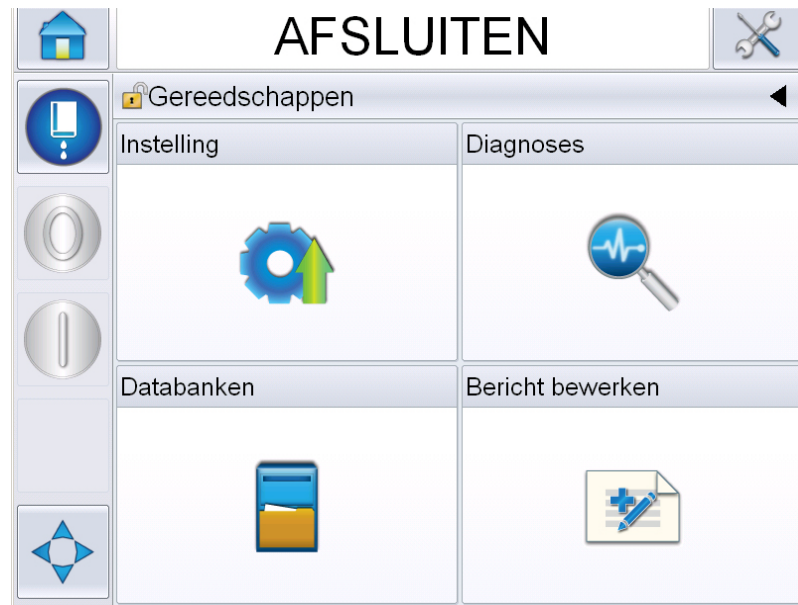 AFSLUITEN
Gereedschappen
Instelling
Diagnoses
Databanken
Bericht bewerken